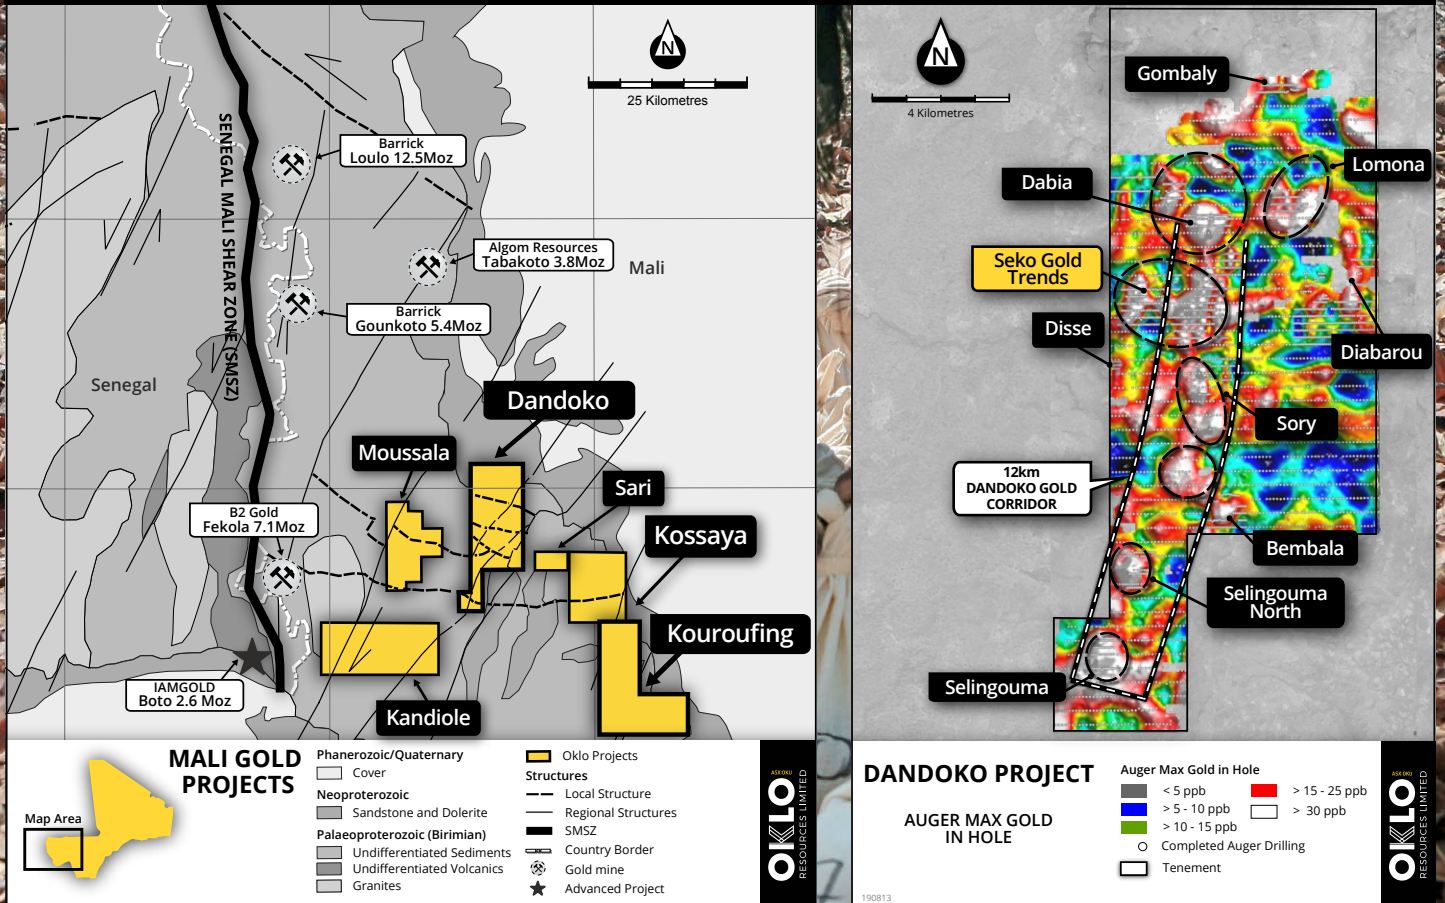 N
25 Kilometres
SENEGAL MALI SHEAR ZONE (SMSZ)
Barrick
Loulo 12.5Moz
Algom Resources
Tabakoto 3.8Moz
Mali
Barrick
Gounkoto 5.4Moz
Senegal
Dandoko
Moussala
Sari
B2 Gold
Fekola 7.1Moz
Kossaya
Kouroufing
IAMGOLD
Boto 2.6 Moz
Kandiole
MALI GOLD
PROJECTS
Map Area
Phanerozoic/Quaternary
Cover
Neoproterozoic
Sandstone and Dolerite
Palaeoproterozoic (Birimian)
Undifferentiated Sediments
Undifferentiated Volcanics
Granites
Oklo Projects
Structures
Local Structure
Regional Structures
SMSZ
Country Border
Gold mine
Advanced Project
ASX:OKU
OKLO
RESOURCES LIMITED
N
4 Kilometres
Gombaly
Lomona
Dabia
Seko Gold
Trends
Disse
Diabarou
Sory
12km
DANDOKO GOLD
CORRIDOR
Bembala
Selingouma
North
Selingouma
DANDOKO PROJECT
AUGER MAX GOLD
IN HOLE
Auger Max Gold in Hole
< 5 ppb
> 5 - 10 ppb
> 10 - 15 ppb
> 15 - 25 ppb
> 30 ppb
Completed Auger Drilling
Tenement
190813
ASX:OKU
OKLO
RESOURCES LIMITED